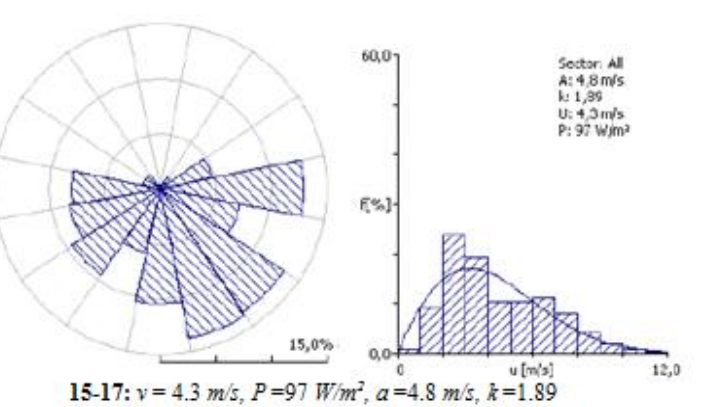 60,0
Sector: All
A: 4,8 m/s
k: 1,89
U: 4,3 m/s
P: 97 W/m²
f[%]
15,0%
0,0
0
u [m/s]
12,0
15-17: v = 4.3 m/s, P =97 W/m², a =4.8 m/s, k =1.89